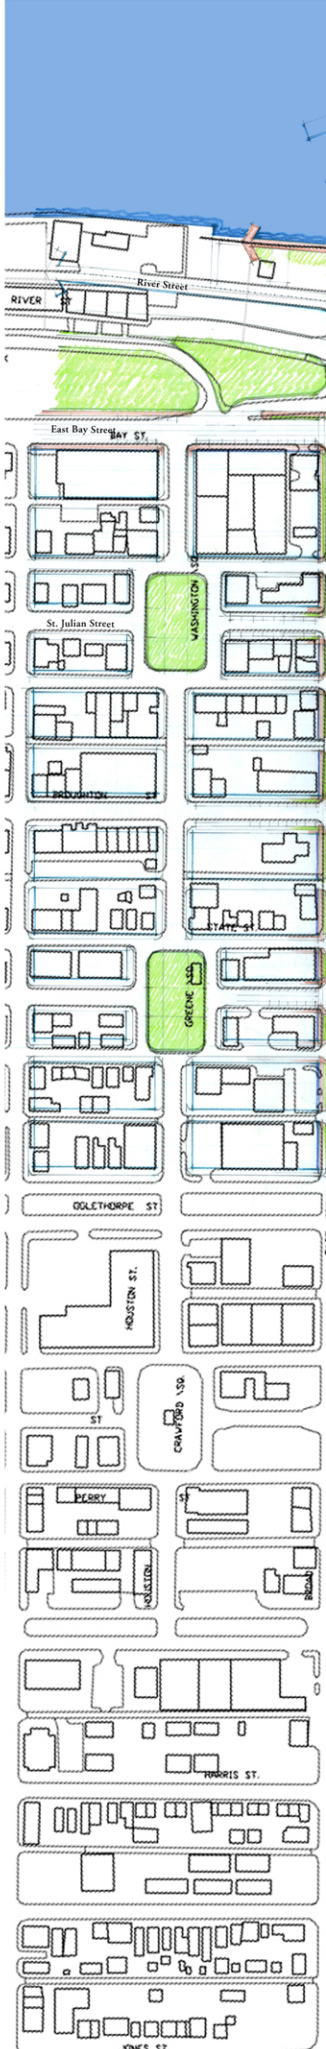 River Street
RIVER ST
East Bay Street
BAY ST.
WASHINGTON SQ.
St. Julian Street
BROUGHTON ST
STATE ST.
GREENE SQ.
OGLETHORPE ST
HOUSTON ST.
CRAWFORD SQ.
ST
PERRY ST
HOUSTON
BROAD
HARRIS ST.
JONES ST.